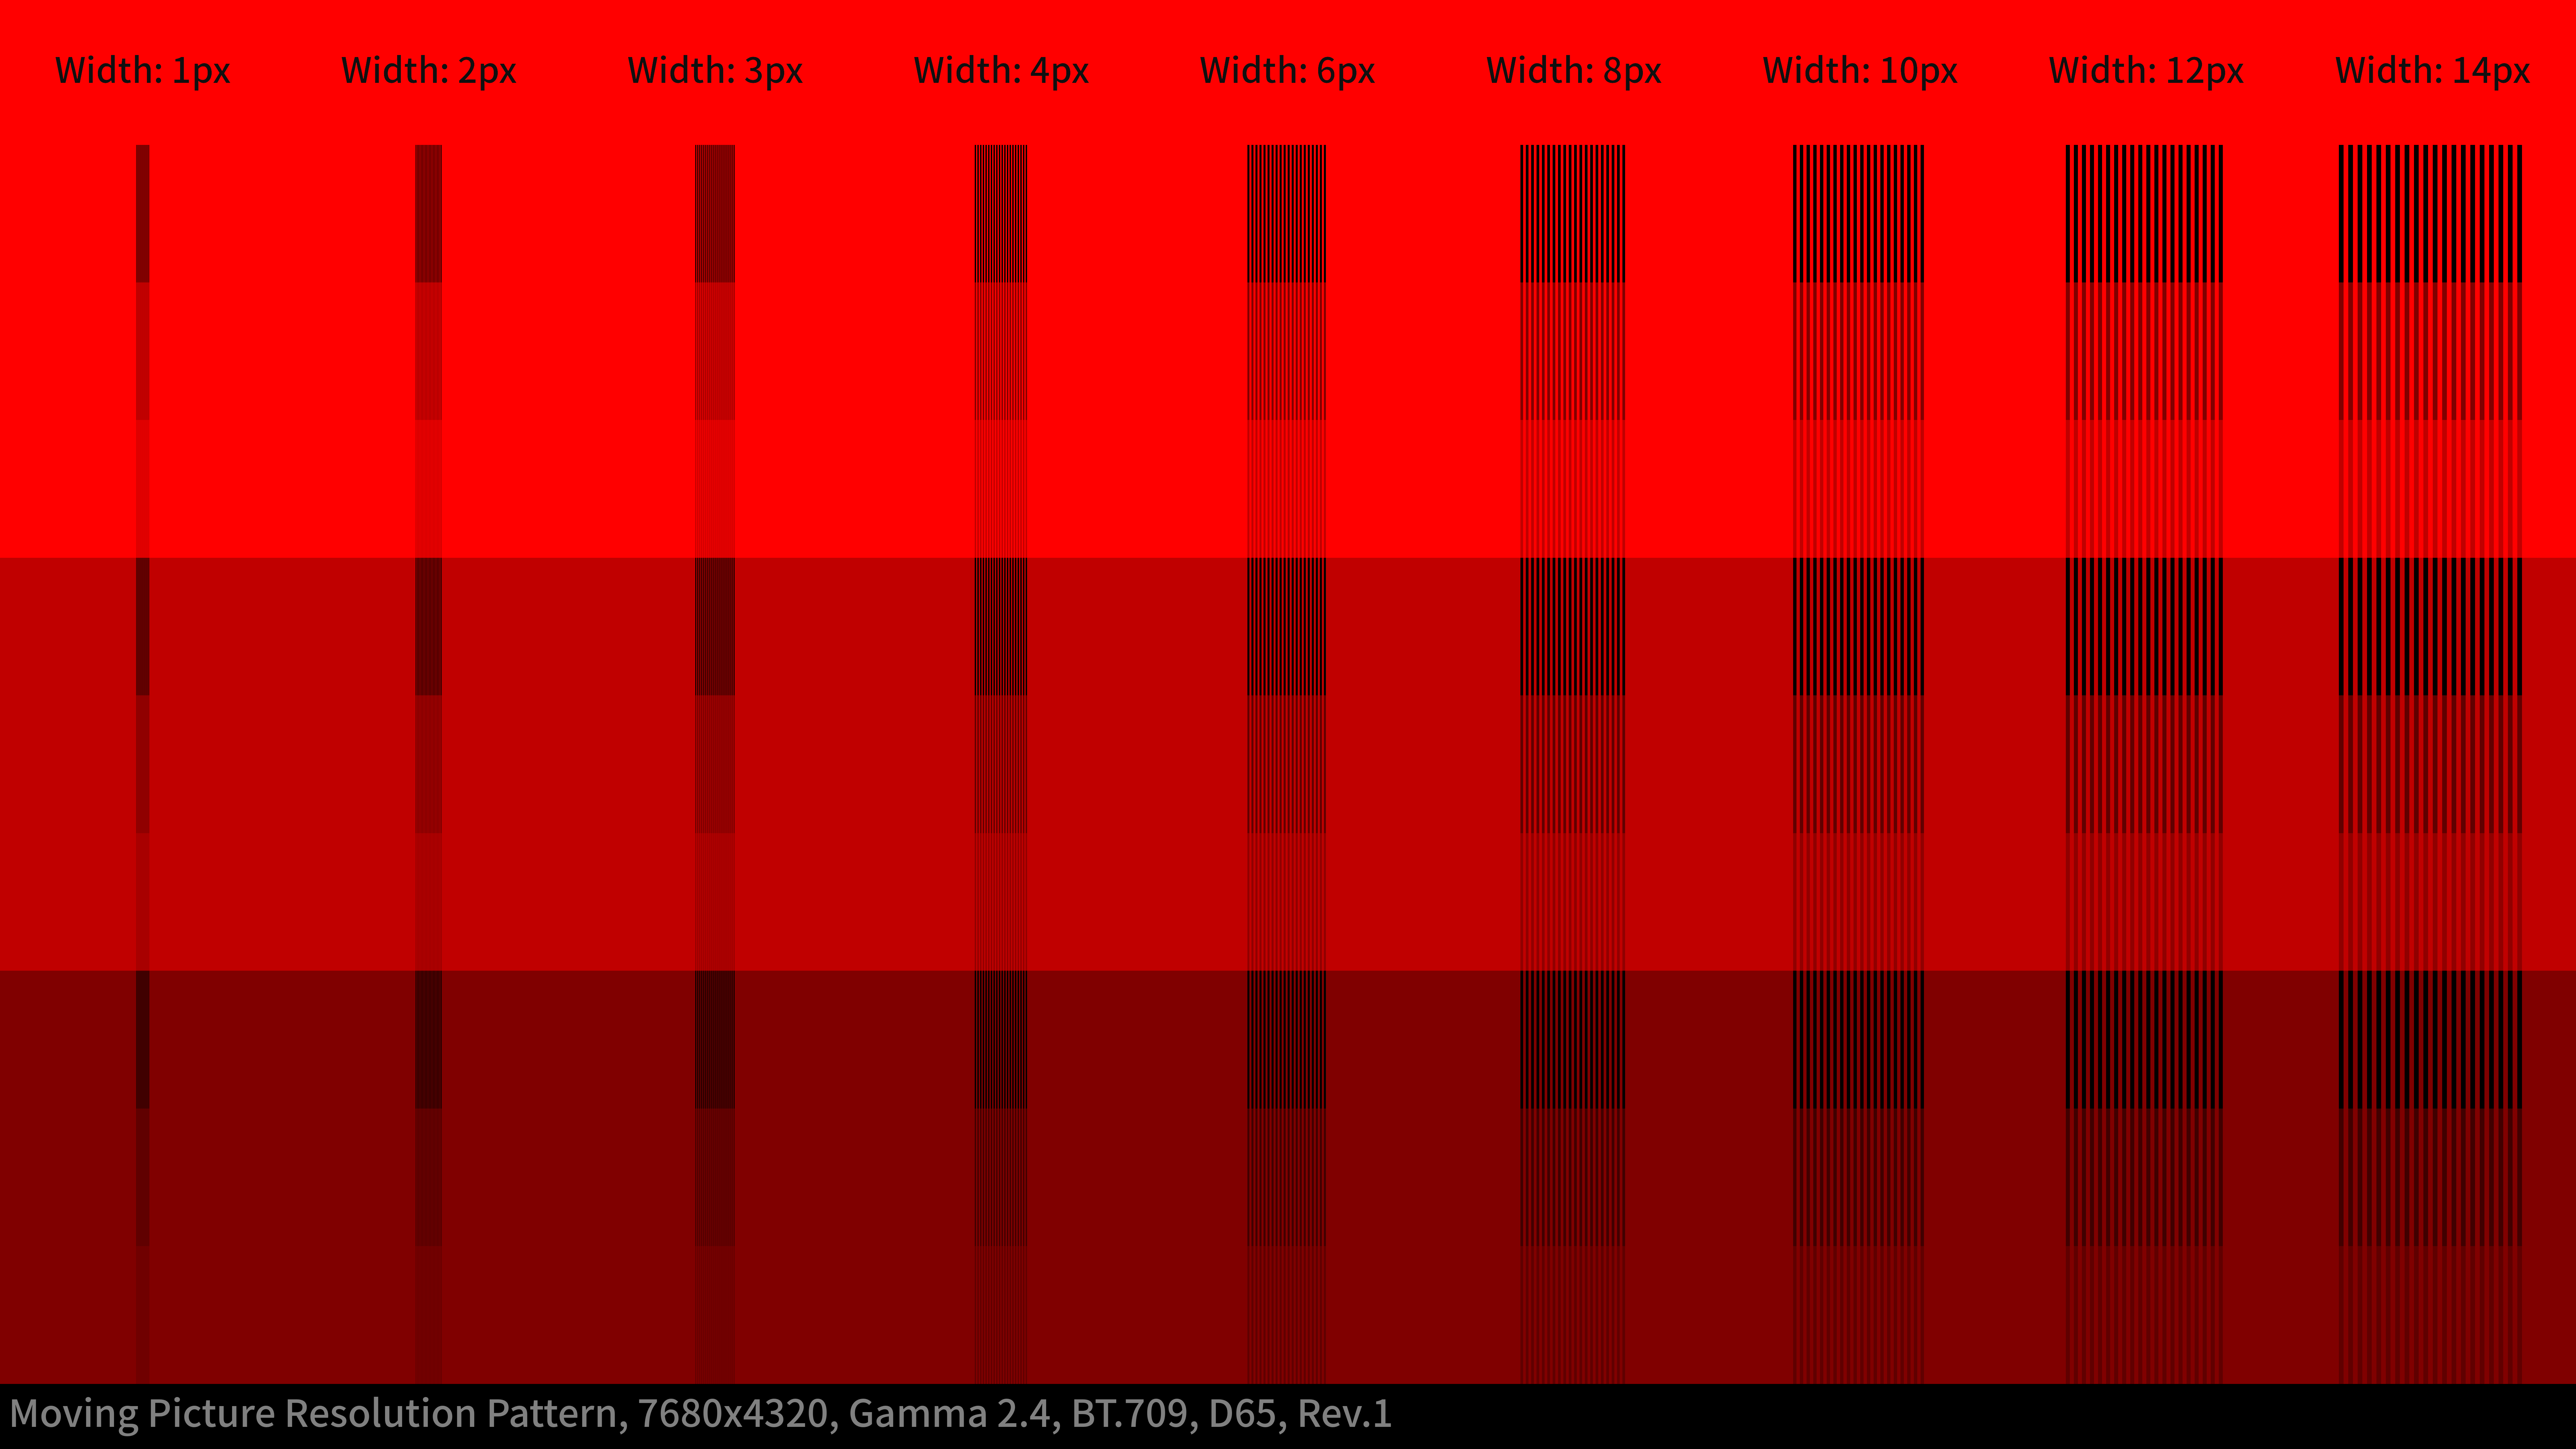 Width: 1px Width: 2px Width: 3px Width: 4px Width: 6px Width: 8px Width: 10px Width: 12px Width: 14px
Moving Picture Resolution Pattern, 7680x4320, Gamma 2.4, BT.709, D65, Rev.1